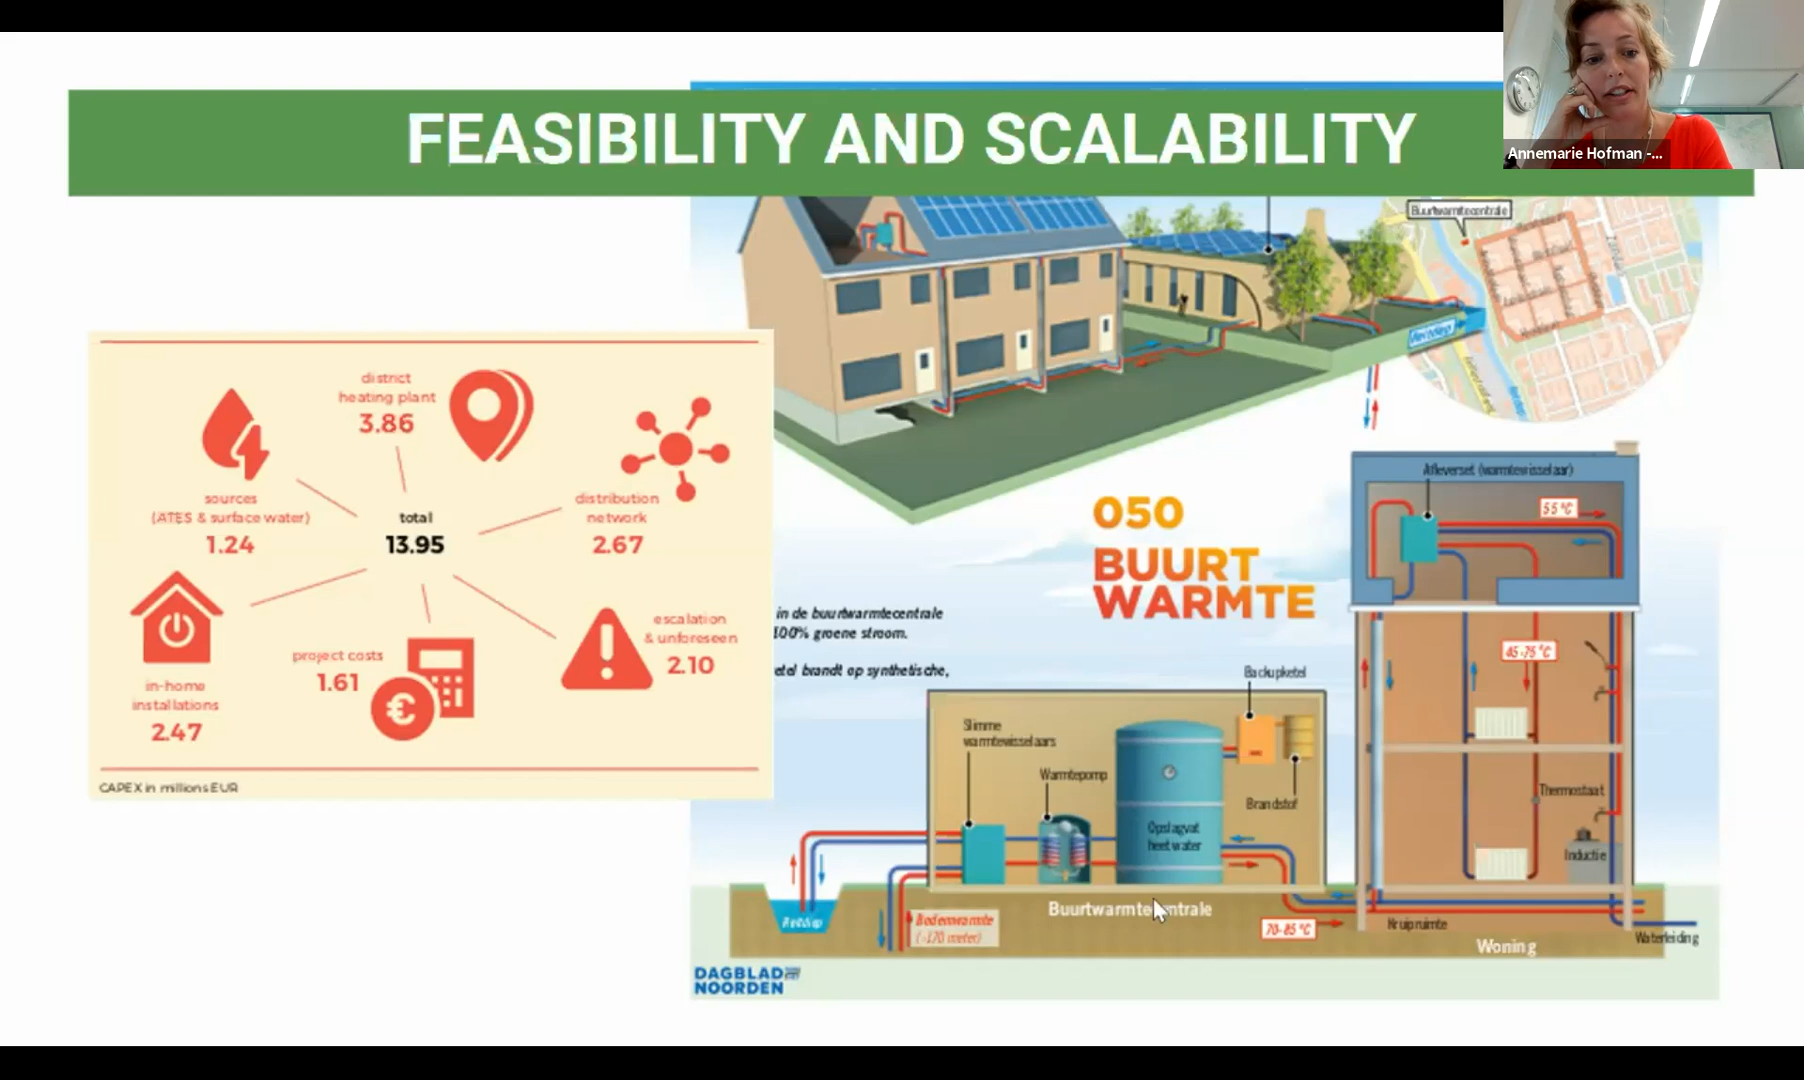 FEASIBILITY AND SCALABILITY
Annemarie Hofman -...
Buurtwarmtecentrale
district
heating plant
3.86
sources
(ATES & surface water)
1.24
total
13.95
distribution
network
2.67
in-home
installations
2.47
project costs
1.61
€
escalation
& unforeseen
2.10
CAPEX in millions EUR
Reitdiep
050
BUURT
WARMTE
in de buurtwarmtecentrale
100% groene stroom.
etel brandt op synthetische,
Afleverset (warmtewisselaar)
55 °C
45-75 °C
Thermostaat
Inductie
Backupketel
Brandstof
Slimme
warmtewisselaars
Warmtepomp
Opslagvat
heet water
Reitdiep
Bodemwarmte
(-170 meter)
Buurtwarmtecentrale
70-85 °C
Kruipruimte
Woning
Waterleiding
DAGBLAD
NOORDEN